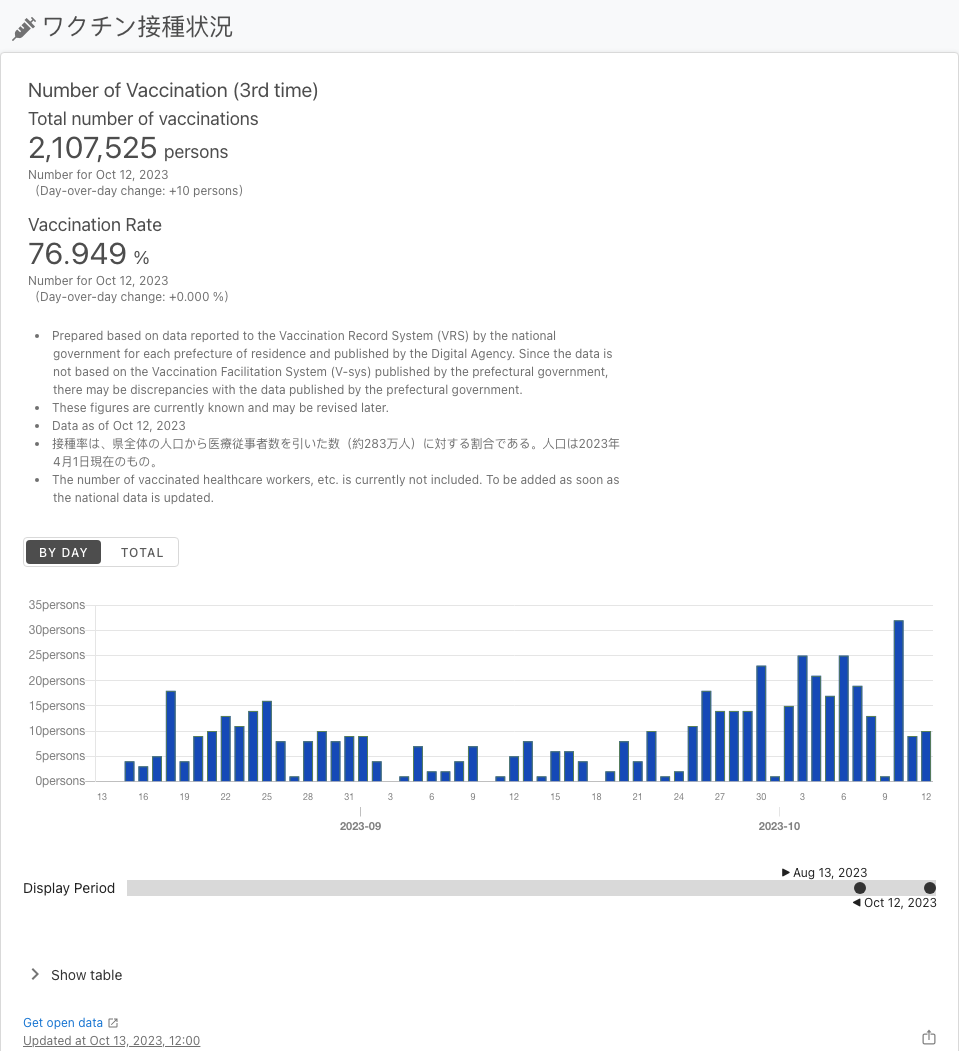 ワクチン接種状況
Number of Vaccination (3rd time)
Total number of vaccinations
2,107,525 persons
Number for Oct 12, 2023
(Day-over-day change: +10 persons)
Vaccination Rate
76.949 %
Number for Oct 12, 2023
(Day-over-day change: +0.000 %)
• Prepared based on data reported to the Vaccination Record System (VRS) by the national
government for each prefecture of residence and published by the Digital Agency. Since the data is
not based on the Vaccination Facilitation System (V-sys) published by the prefectural government,
there may be discrepancies with the data published by the prefectural government.
• These figures are currently known and may be revised later.
• Data as of Oct 12, 2023
• 接種率は、県全体の人口から医療従事者数を引いた数（約283万人）に対する割合である。人口は2023年
4月1日現在のもの。
• The number of vaccinated healthcare workers, etc. is currently not included. To be added as soon as
the national data is updated.
BY DAY TOTAL
35persons
30persons
25persons
20persons
15persons
10persons
5persons
0persons
13 16 19 22 25 28 31 3 6 9 12 15 18 21 24 27 30 3 6 9 12
2023-09 2023-10
▶ Aug 13, 2023
Display Period
◀ Oct 12, 2023
Show table
Get open data
Updated at Oct 13, 2023, 12:00